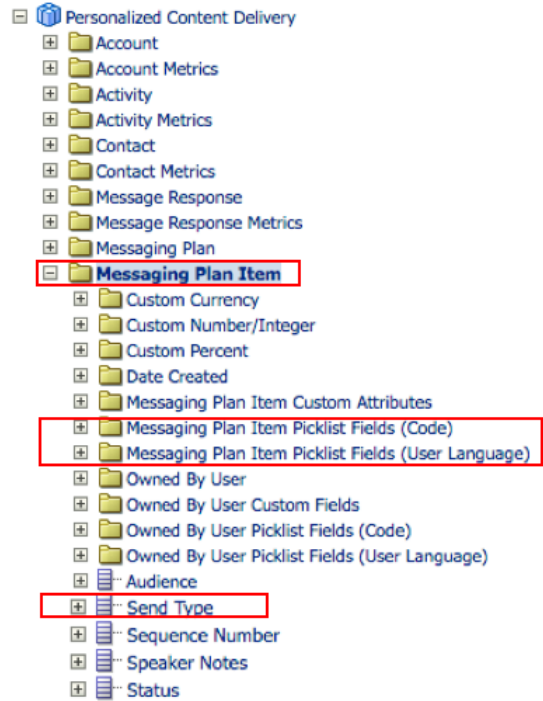 Personalized Content Delivery
Account
Account Metrics
Activity
Activity Metrics
Contact
Contact Metrics
Message Response
Message Response Metrics
Messaging Plan
Messaging Plan Item
Custom Currency
Custom Number/Integer
Custom Percent
Date Created
Messaging Plan Item Custom Attributes
Messaging Plan Item Picklist Fields (Code)
Messaging Plan Item Picklist Fields (User Language)
Owned By User
Owned By User Custom Fields
Owned By User Picklist Fields (Code)
Owned By User Picklist Fields (User Language)
Audience
Send Type
Sequence Number
Speaker Notes
Status